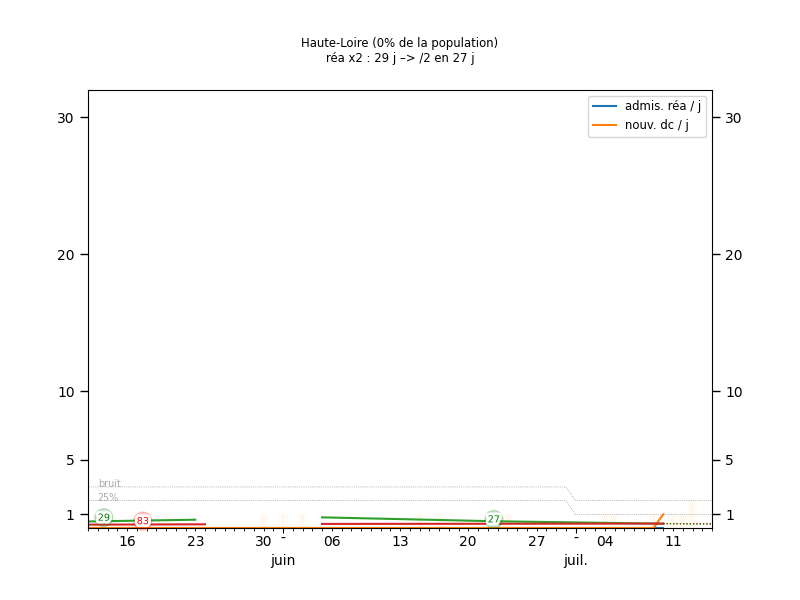 Haute-Loire (0% de la population)
réa x2 : 29 j –> /2 en 27 j
admis. réa / j
nouv. dc / j
30 30
20 20
10 10
5 5
bruit
25%
1 29 83 27 1
16 23 30 - 06 13 20 27 - 04 11
juin juil.